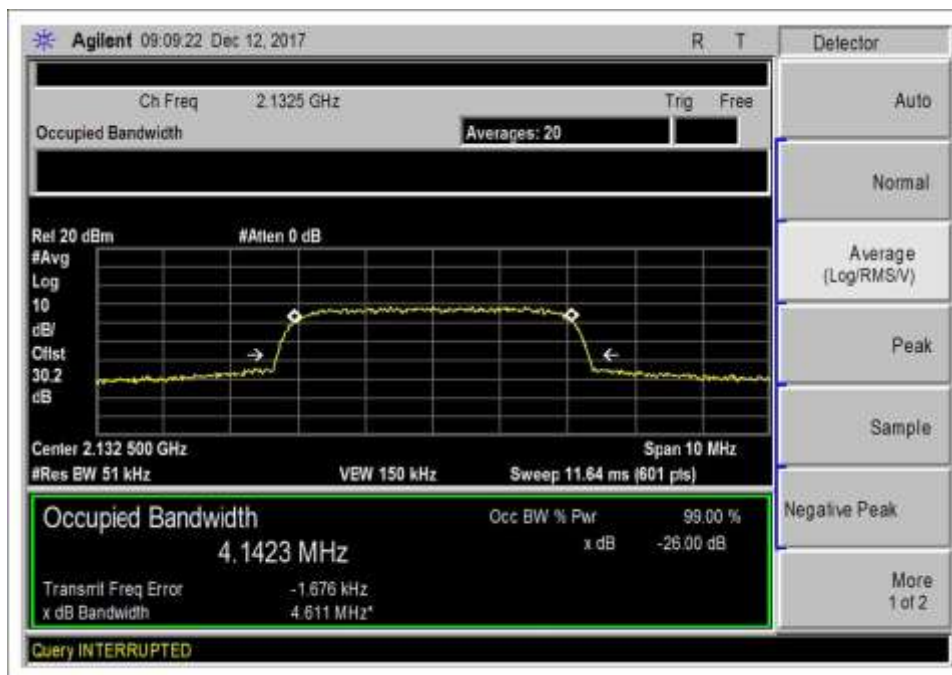 Agilent 09:09:22 Dec 12, 2017 R T
Detector
Ch Freq 2.1325 GHz Trig Free
Occupied Bandwidth Averages: 20
Auto
Normal
Average
(Log/RMS/V)
Peak
Sample
Negative Peak
More
1 of 2
Ref 20 dBm #Atten 0 dB
#Avg
Log
10
dB/
Offst
30.2
dB
Center 2.132 500 GHz Span 10 MHz
#Res BW 51 kHz VBW 150 kHz Sweep 11.64 ms (601 pts)
Occupied Bandwidth Occ BW % Pwr 99.00 %
4.1423 MHz x dB -26.00 dB
Transmit Freq Error -1.676 kHz
x dB Bandwidth 4.611 MHz*
Query INTERRUPTED